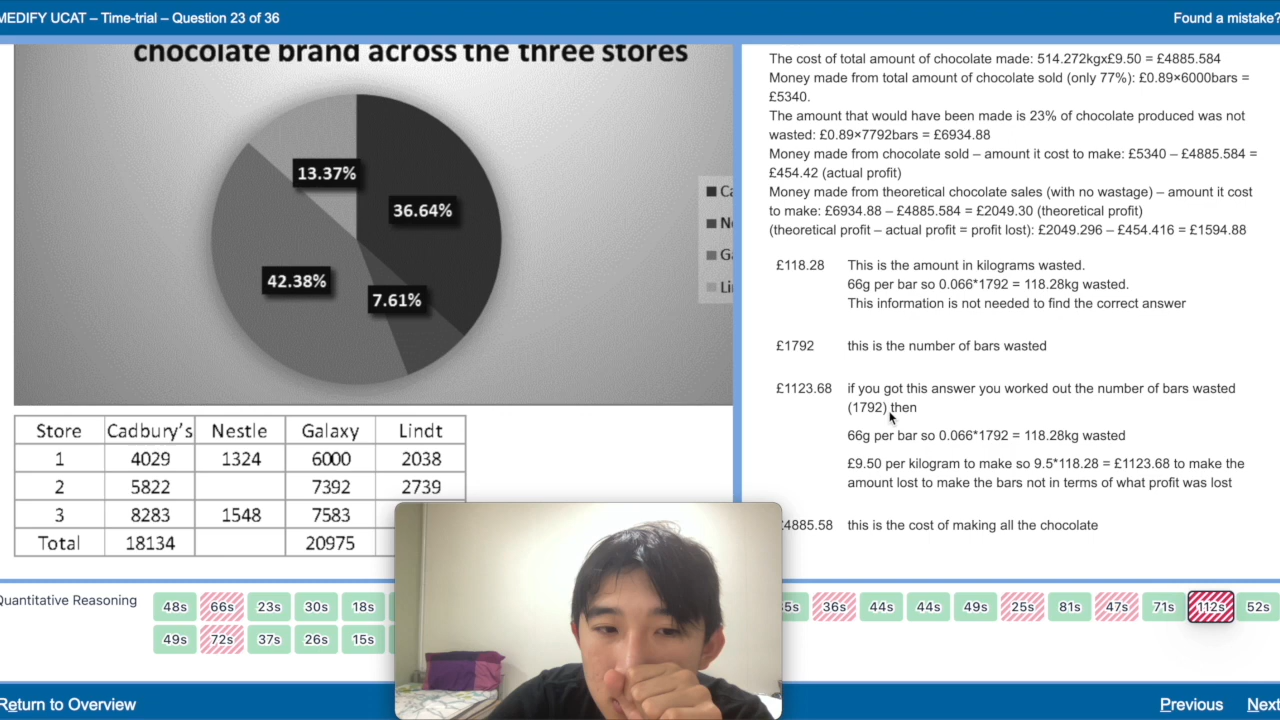 MEDIFY UCAT – Time-trial – Question 23 of 36
Found a mistake?
chocolate brand across the three stores
13.37%
36.64%
42.38%
7.61%
Store Cadbury's Nestle Galaxy Lindt
1 4029 1324 6000 2038
2 5822 7392 2739
3 8283 1548 7583
Total 18134 20975
The cost of total amount of chocolate made: 514.272kgx£9.50 = £4885.584
Money made from total amount of chocolate sold (only 77%): £0.89×6000bars =
£5340.
The amount that would have been made is 23% of chocolate produced was not
wasted: £0.89×7792bars = £6934.88
Money made from chocolate sold – amount it cost to make: £5340 – £4885.584 =
£454.42 (actual profit)
Money made from theoretical chocolate sales (with no wastage) – amount it cost
to make: £6934.88 – £4885.584 = £2049.30 (theoretical profit)
(theoretical profit – actual profit = profit lost): £2049.296 – £454.416 = £1594.88
£118.28 This is the amount in kilograms wasted.
66g per bar so 0.066*1792 = 118.28kg wasted.
This information is not needed to find the correct answer
£1792 this is the number of bars wasted
£1123.68 if you got this answer you worked out the number of bars wasted
(1792) then
66g per bar so 0.066*1792 = 118.28kg wasted
£9.50 per kilogram to make so 9.5*118.28 = £1123.68 to make the
amount lost to make the bars not in terms of what profit was lost
4885.58 this is the cost of making all the chocolate
Quantitative Reasoning
48s 66s 23s 30s 18s 36s 44s 44s 49s 25s 81s 47s 71s 112s 52s
49s 72s 37s 26s 15s
Return to Overview
Previous
Next